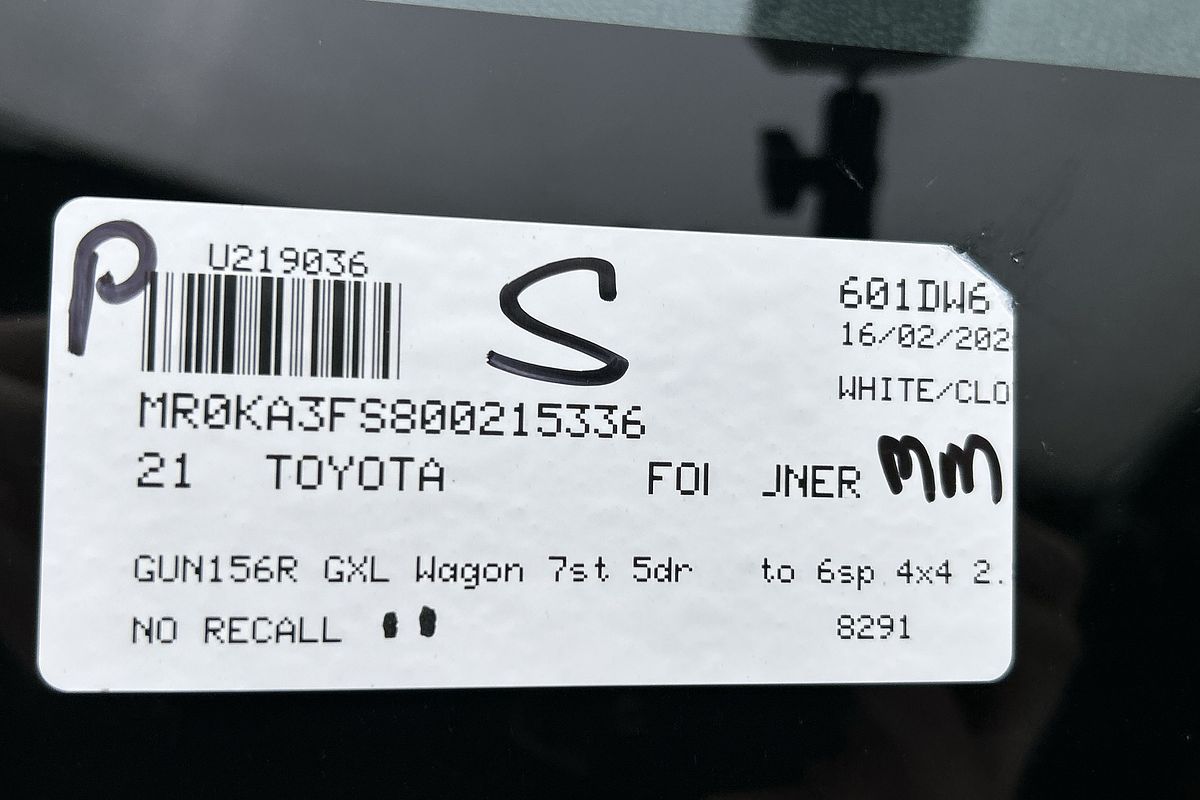 P
U219036
S
601DW6
16/02/202
WHITE/CLO
MR0KA3FS800215336
21 TOYOTA FO JNER MM
GUN156R GXL Wagon 7st 5dr to 6sp 4x4 2.
NO RECALL
8291